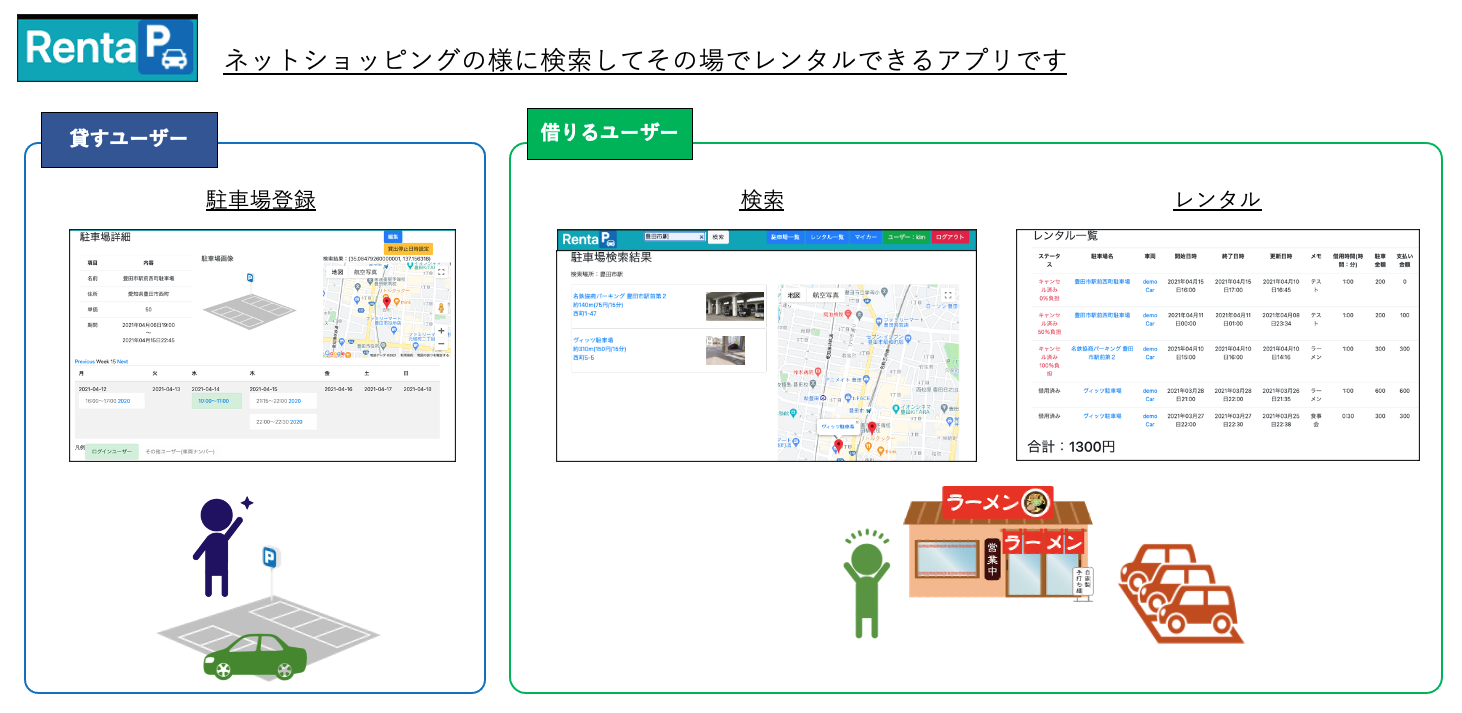 Renta P
ネットショッピングの様に検索してその場でレンタルできるアプリです
貸すユーザー
借りるユーザー
駐車場登録
検索
レンタル
駐車場詳細
編集
貸出停止日時設定
項目 内容
名前 豊田市駅前西町駐車場
住所 愛知県豊田市西町
単価 50
期間 2021年04月06日19:00
〜
2021年04月15日22:45
駐車場画像
地図 航空写真
Previous Week 15 Next
月 火 水 木 金 土 日
2021-04-12 2021-04-13 2021-04-14 2021-04-15 2021-04-16 2021-04-17 2021-04-18
16:00〜17:00 2020 10:00〜11:00 21:15〜22:00 2020
22:00〜22:30 2020
凡例 ログインユーザー その他ユーザー(車両ナンバー)
Renta P 豊田市駅 検索 駐車場一覧 レンタル一覧 マイカー ログアウト
駐車場検索結果
検索場所：豊田市駅
名鉄協商パーキング 豊田市駅前第２
約140m(75円/15分)
西町1-47
ヴィッツ駐車場
約310m(150円/15分)
西町5-5
地図 航空写真
ヴィッツ駐車場
レンタル一覧
ステータス 駐車場名 車両 開始日時 終了日時 更新日時 メモ 借用時間(時間：分) 駐車金額 支払い金額
キャンセル済み 0%負担 豊田市駅前西町駐車場 demo Car 2021年04月15日16:00 2021年04月15日17:00 2021年04月10日16:45 テスト 1:00 200 0
キャンセル済み 50%負担 豊田市駅前西町駐車場 demo Car 2021年04月11日00:00 2021年04月11日01:00 2021年04月08日23:34 テスト 1:00 200 100
キャンセル済み 100%負担 名鉄協商パーキング 豊田市駅前第２ demo Car 2021年04月10日15:00 2021年04月10日16:00 2021年04月10日14:16 ラーメン 1:00 300 300
借用済み ヴィッツ駐車場 demo Car 2021年03月28日21:00 2021年03月28日22:00 2021年03月26日21:35 ラーメン 1:00 600 600
借用済み ヴィッツ駐車場 demo Car 2021年03月27日22:00 2021年03月27日22:30 2021年03月25日22:38 食事会 0:30 300 300
合計：1300円
P
ラーメン
ラーメン
営業中
自家製
手打ち麺